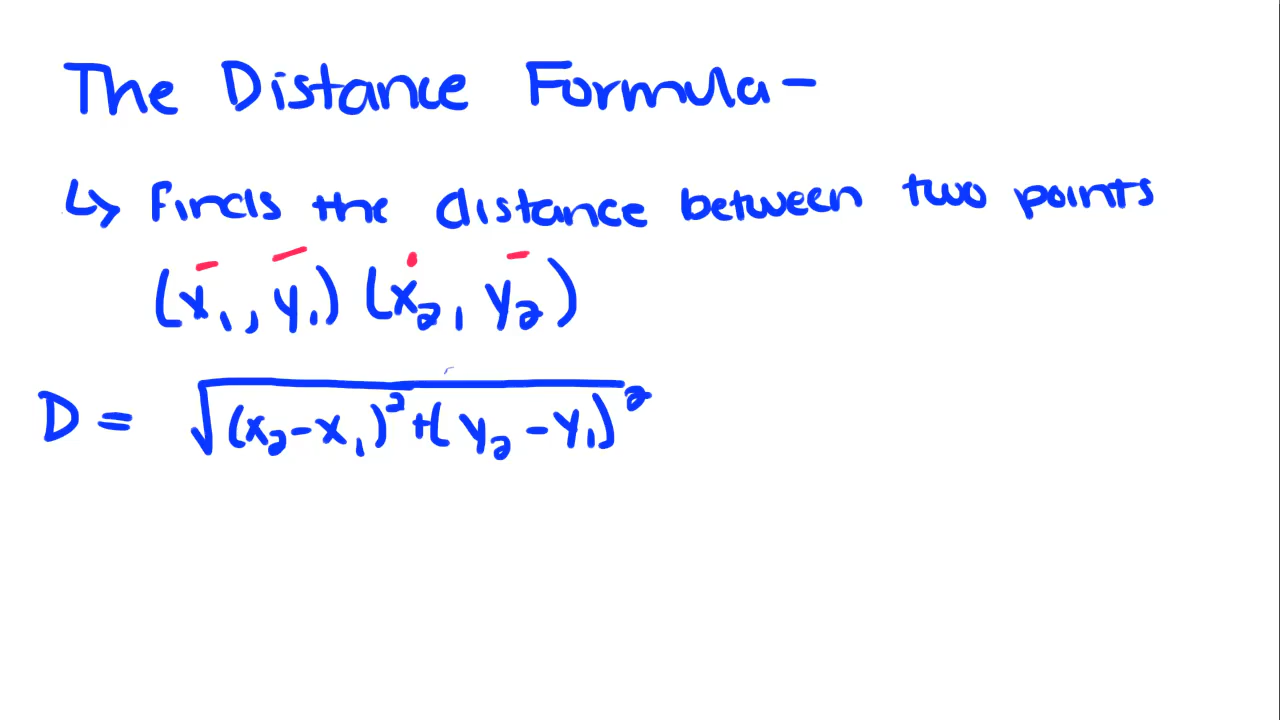 The Distance Formula-
↳ finds the distance between two points
(x₁, y₁) (x₂, y₂)
D = √(x₂-x₁)²+(y₂-y₁)²